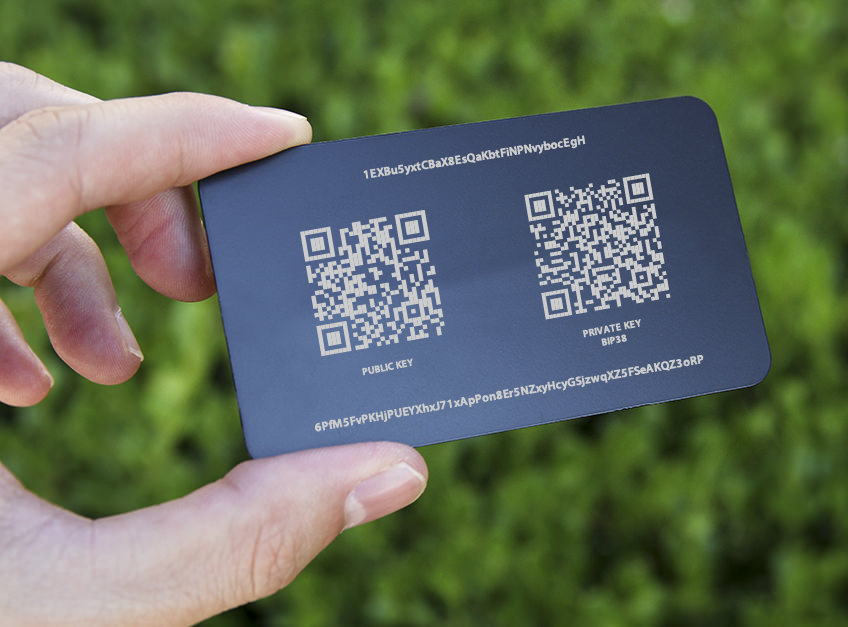 1EXBu5yxtCBaX8EsQaKbtFiNPNvybocEgH
PUBLIC KEY
PRIVATE KEY
BIP38
6PfM5FvPKHjPUEYXhxJ71xApPon8Er5NZxyHcyGSjzwqXZ5FSeAKQZ3oRP